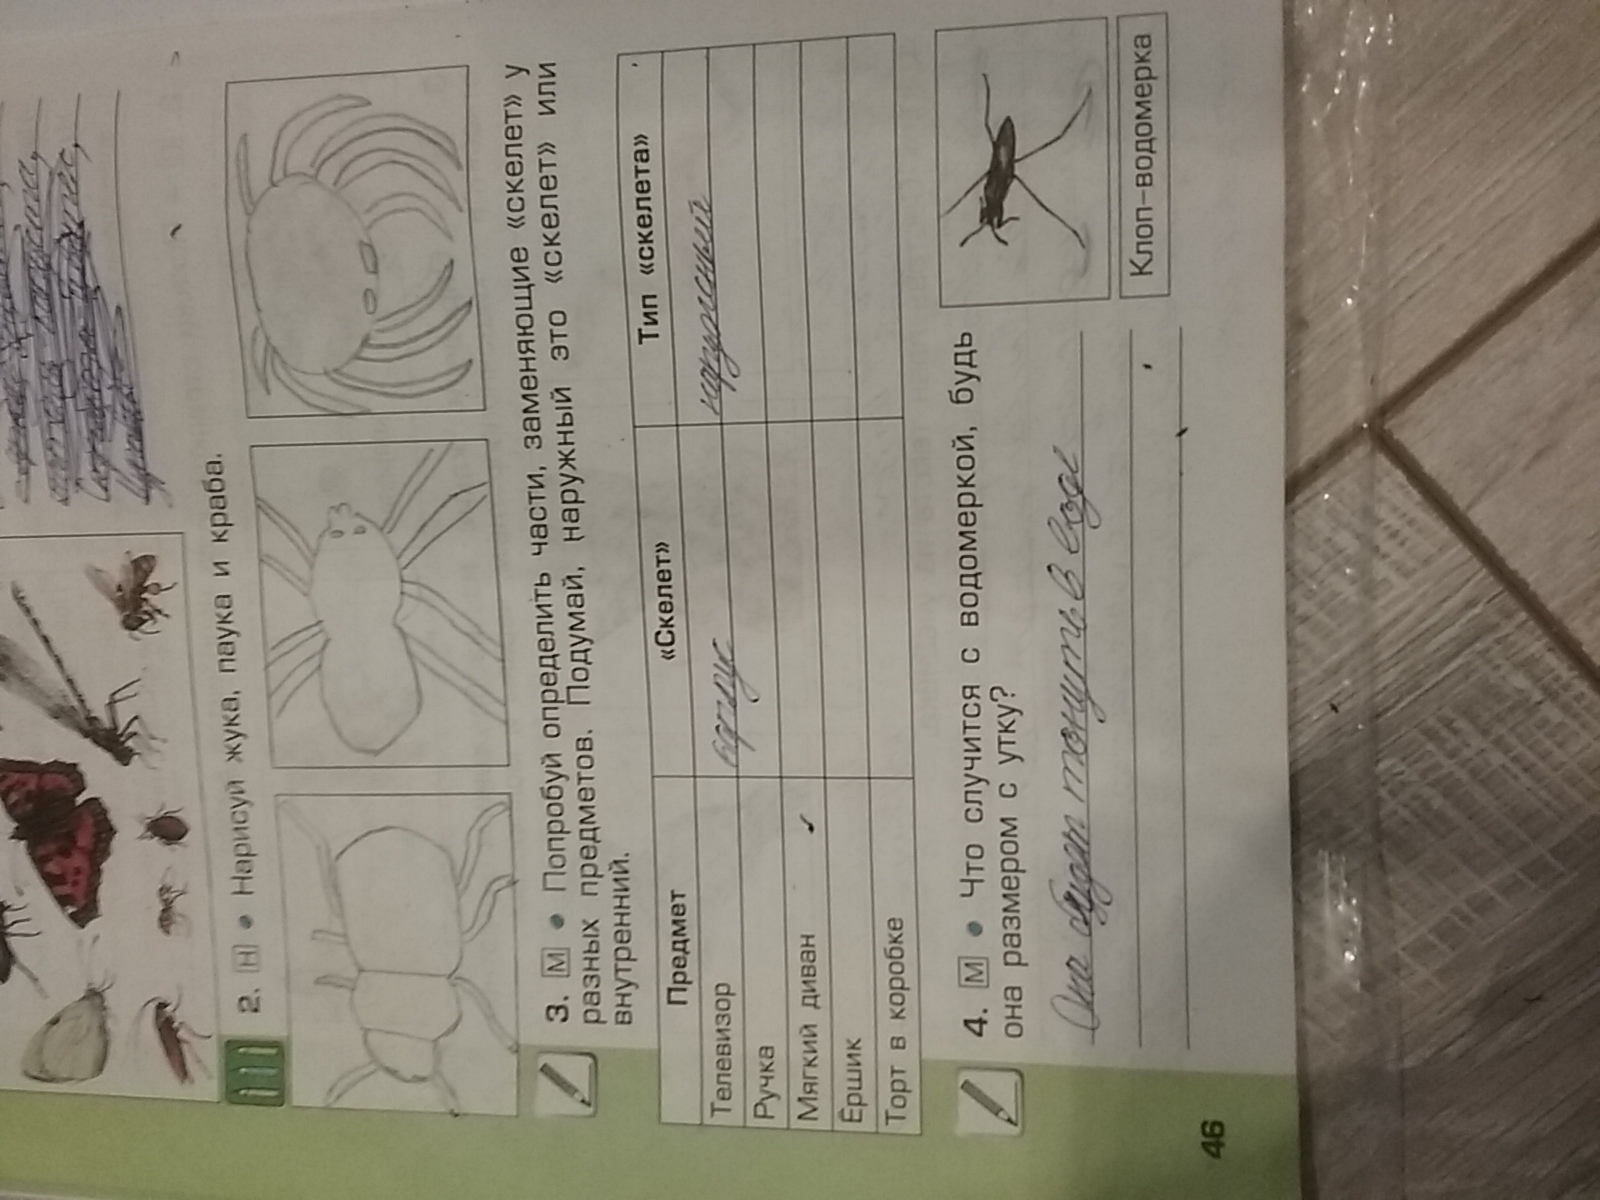 2. Н • Нарисуй жука, паука и краба.
3. М • Попробуй определить части, заменяющие «скелет» у
разных предметов. Подумай, наружный это «скелет» или
внутренний.
Предмет «Скелет» Тип «скелета»
Телевизор корпус наружный
Ручка
Мягкий диван
Ёршик
Торт в коробке
4. М • Что случится с водомеркой, будь
она размером с утку?
Она будет тонуть в воде
Клоп-водомерка
46